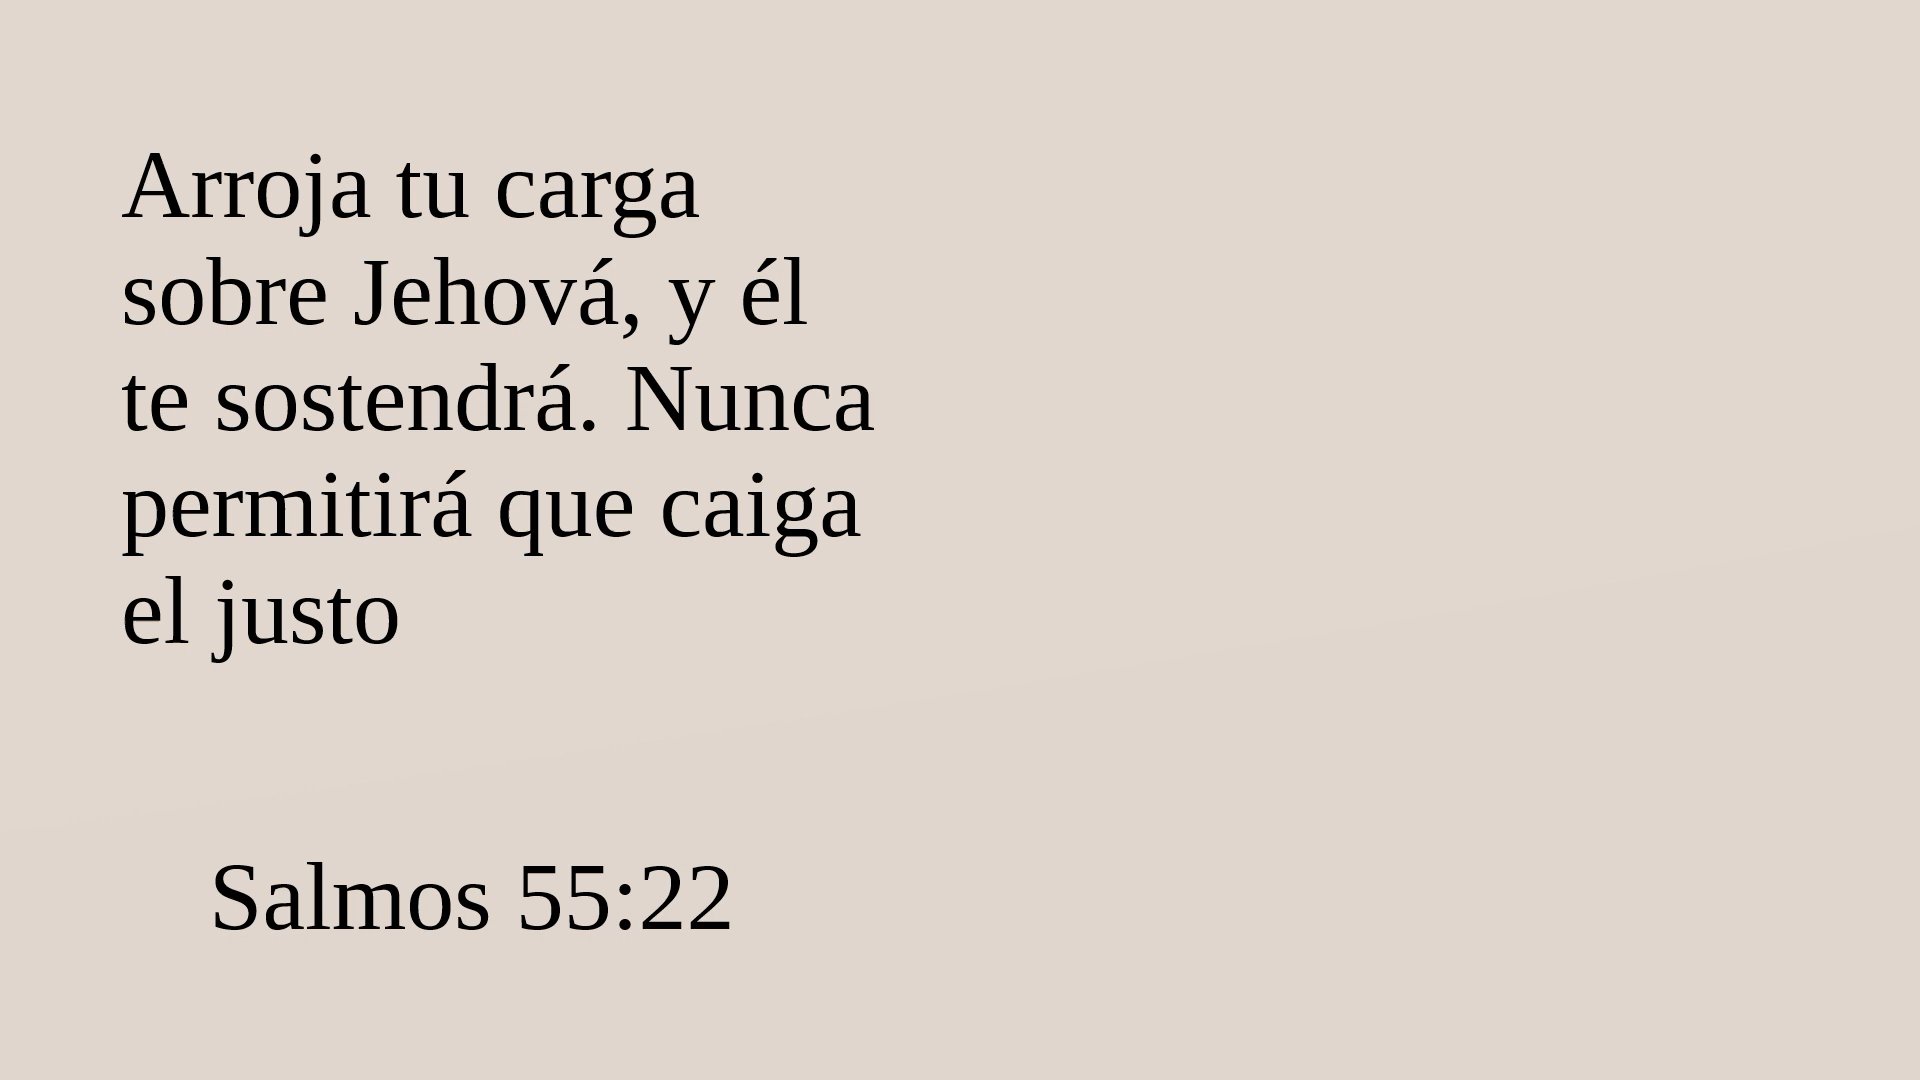 Arroja tu carga
sobre Jehová, y él
te sostendrá. Nunca
permitirá que caiga
el justo
Salmos 55:22